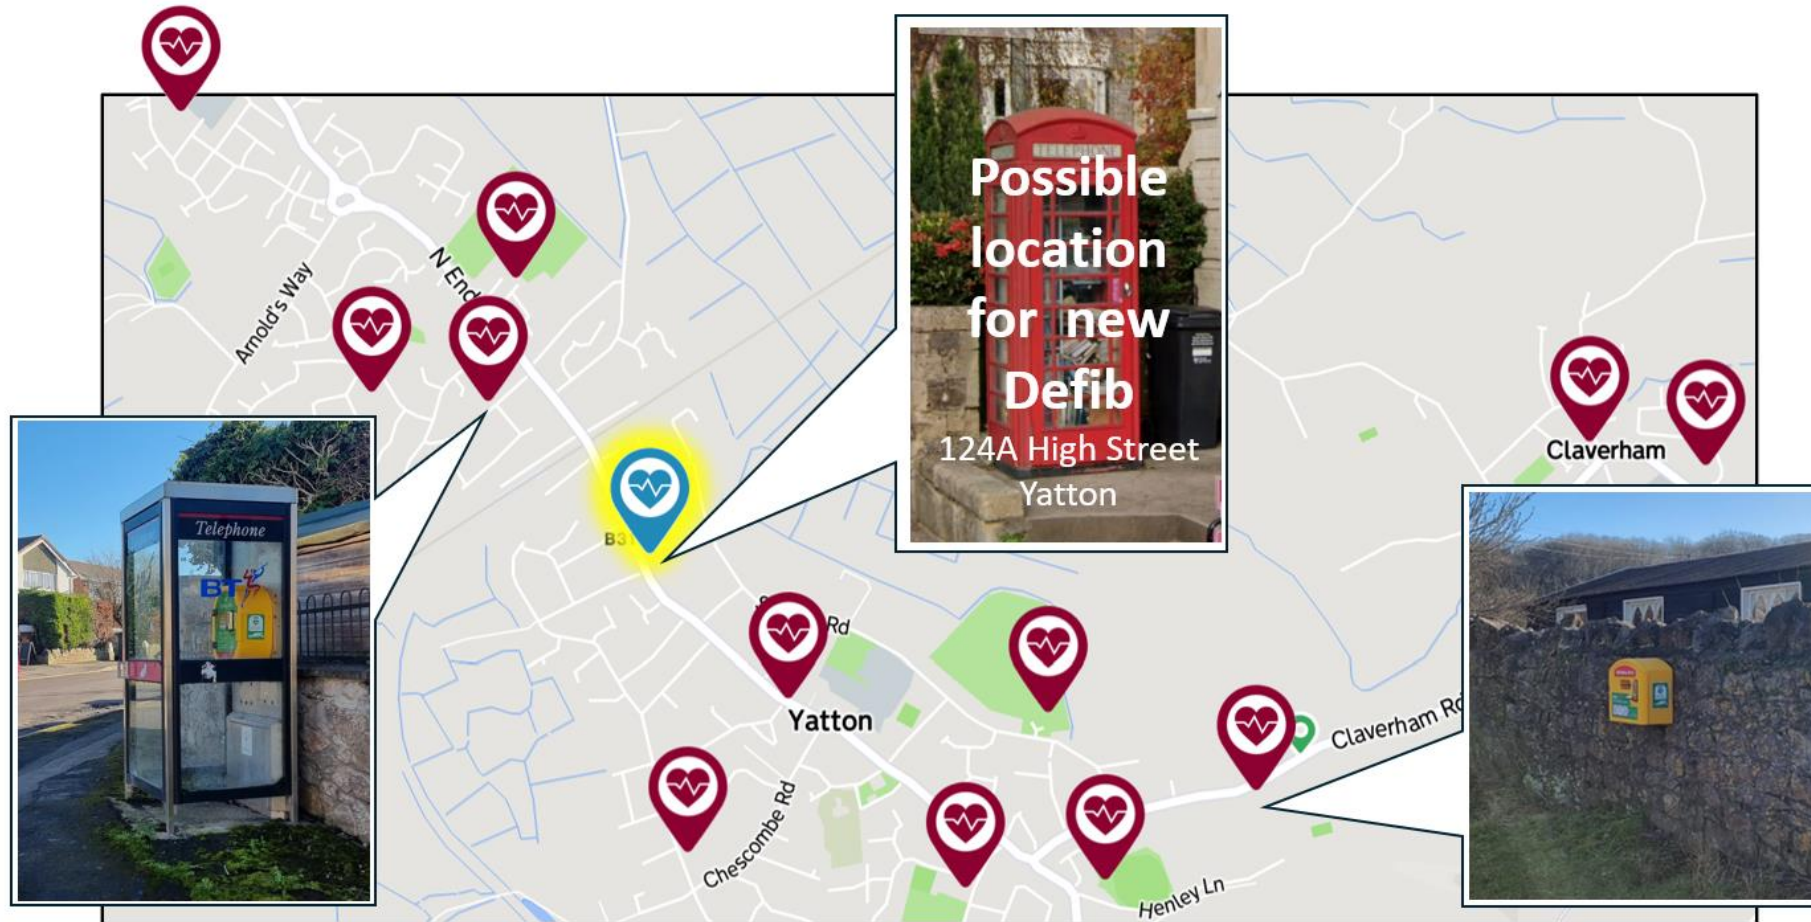 TELEPHONE
Possible
location
for new
Defib
124A High Street
Yatton
N End
Arnold's Way
Claverham
Telephone
BT
B31
Rd
Yatton
Claverham Rd
Chescombe Rd
Henley Ln